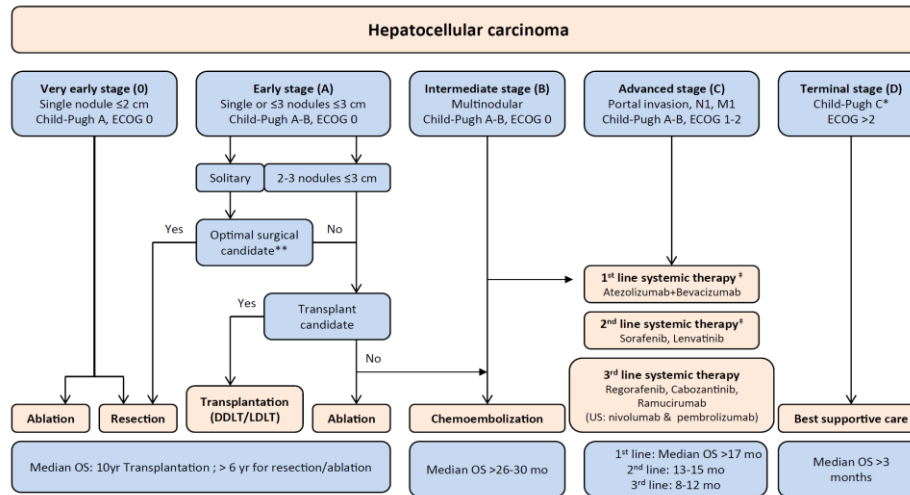 Hepatocellular carcinoma
Very early stage (0)
Single nodule ≤2 cm
Child-Pugh A, ECOG 0
Early stage (A)
Single or ≤3 nodules ≤3 cm
Child-Pugh A-B, ECOG 0
Intermediate stage (B)
Multinodular
Child-Pugh A-B, ECOG 0
Advanced stage (C)
Portal invasion, N1, M1
Child-Pugh A-B, ECOG 1-2
Terminal stage (D)
Child-Pugh C*
ECOG >2
Solitary
2-3 nodules ≤3 cm
Yes
Optimal surgical
candidate**
No
Yes
Transplant
candidate
No
1st line systemic therapy ‡
Atezolizumab+Bevacizumab
2nd line systemic therapy‡
Sorafenib, Lenvatinib
3rd line systemic therapy
Regorafenib, Cabozantinib,
Ramucirumab
(US: nivolumab & pembrolizumab)
Ablation
Resection
Transplantation
(DDLT/LDLT)
Ablation
Chemoembolization
Best supportive care
Median OS: 10yr Transplantation ; > 6 yr for resection/ablation
Median OS >26-30 mo
1st line: Median OS >17 mo
2nd line: 13-15 mo
3rd line: 8-12 mo
Median OS >3
months